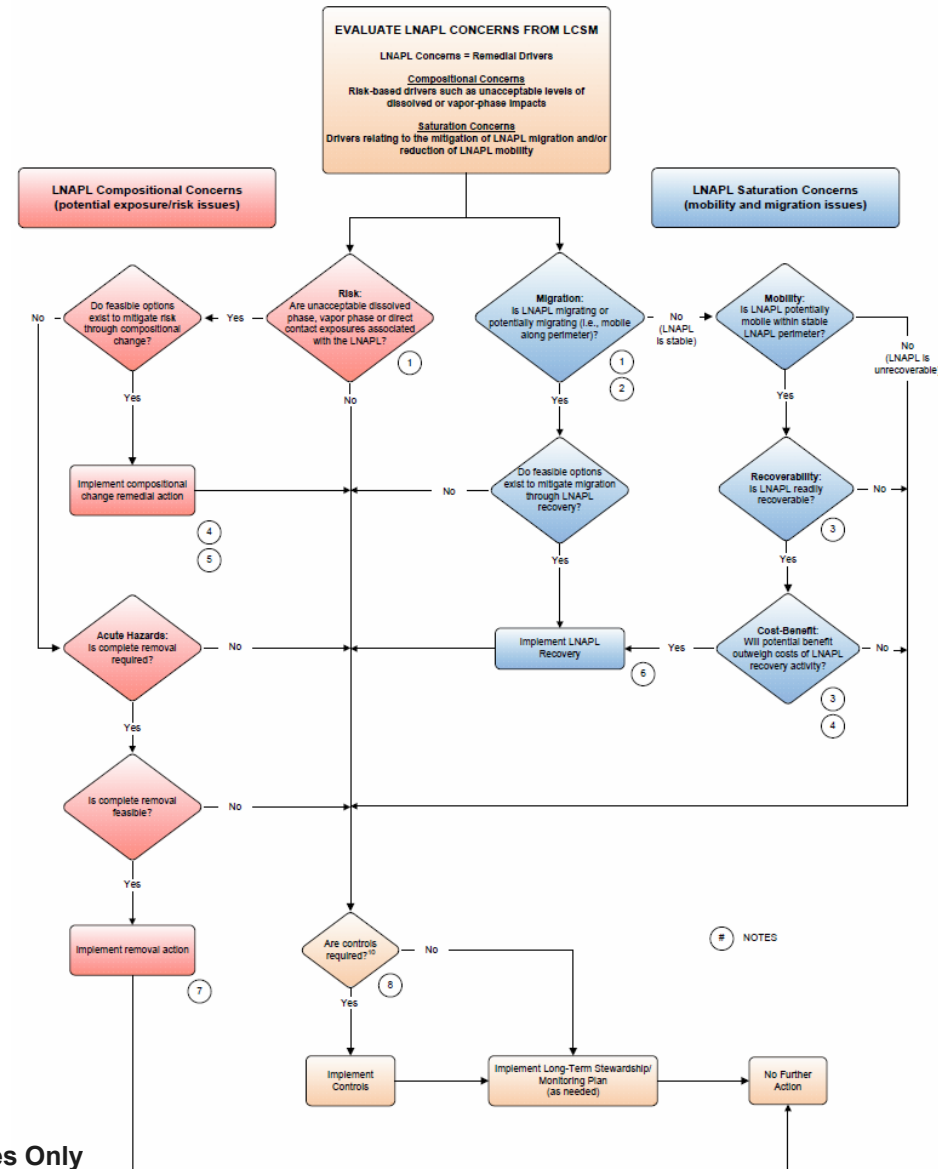 EVALUATE LNAPL CONCERNS FROM LCSM
LNAPL Concerns = Remedial Drivers
Compositional Concerns
Risk-based drivers such as unacceptable levels of
dissolved or vapor-phase impacts
Saturation Concerns
Drivers relating to the mitigation of LNAPL migration and/or
reduction of LNAPL mobility
LNAPL Compositional Concerns
(potential exposure/risk issues)
LNAPL Saturation Concerns
(mobility and migration issues)
No
Do feasible options
exist to mitigate risk
through compositional
change?
Yes
Risk:
Are unacceptable dissolved
phase, vapor phase or direct
contact exposures associated
with the LNAPL?
1
Migration:
Is LNAPL migrating or
potentially migrating (i.e., mobile
along perimeter)?
1
2
No
(LNAPL
is stable)
Mobility:
Is LNAPL potentially
mobile within stable
LNAPL perimeter?
No
(LNAPL is
unrecoverable
Yes
No
Yes
Yes
Implement compositional
change remedial action
4
5
No
Do feasible options
exist to mitigate migration
through LNAPL
recovery?
Recoverability:
Is LNAPL readily
recoverable?
No
3
Yes
Yes
Acute Hazards:
Is complete removal
required?
No
Implement LNAPL
Recovery
6
Yes
Cost-Benefit:
Will potential benefit
outweigh costs of LNAPL
recovery activity?
No
3
4
Yes
Is complete removal
feasible?
No
Yes
Implement removal action
7
Are controls
required?¹⁰
No
8
# NOTES
Yes
Implement
Controls
Implement Long-Term Stewardship/
Monitoring Plan
(as needed)
No Further
Action
es Only